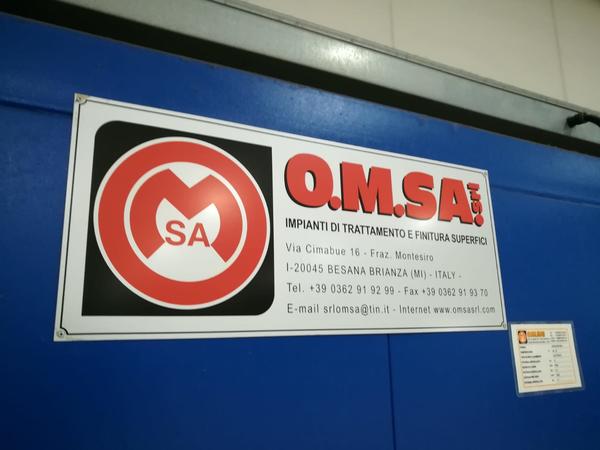 M
SA
O.M.SA. srl
IMPIANTI DI TRATTAMENTO E FINITURA SUPERFICI
Via Cimabue 16 - Fraz. Montesiro
I-20045 BESANA BRIANZA (MI) - ITALY -
Tel. +39 0362 91 92 99 - Fax +39 0362 91 93 70
E-mail srlomsa@tin.it - Internet www.omsasrl.com